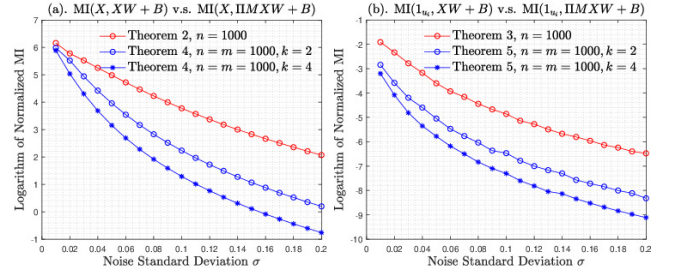 (a). MI(X, XW + B) v.s. MI(X, ΠMXW + B)
Theorem 2, n = 1000
Theorem 4, n = m = 1000, k = 2
Theorem 4, n = m = 1000, k = 4
Logarithm of Normalized MI
7
6
5
4
3
2
1
0
-1
0 0.02 0.04 0.06 0.08 0.1 0.12 0.14 0.16 0.18 0.2
Noise Standard Deviation σ
(b). MI(1_{u_i}, XW + B) v.s. MI(1_{u_i}, ΠMXW + B)
Theorem 3, n = 1000
Theorem 5, n = m = 1000, k = 2
Theorem 5, n = m = 1000, k = 4
Logarithm of Normalized MI
-1
-2
-3
-4
-5
-6
-7
-8
-9
-10
0 0.02 0.04 0.06 0.08 0.1 0.12 0.14 0.16 0.18 0.2
Noise Standard Deviation σ